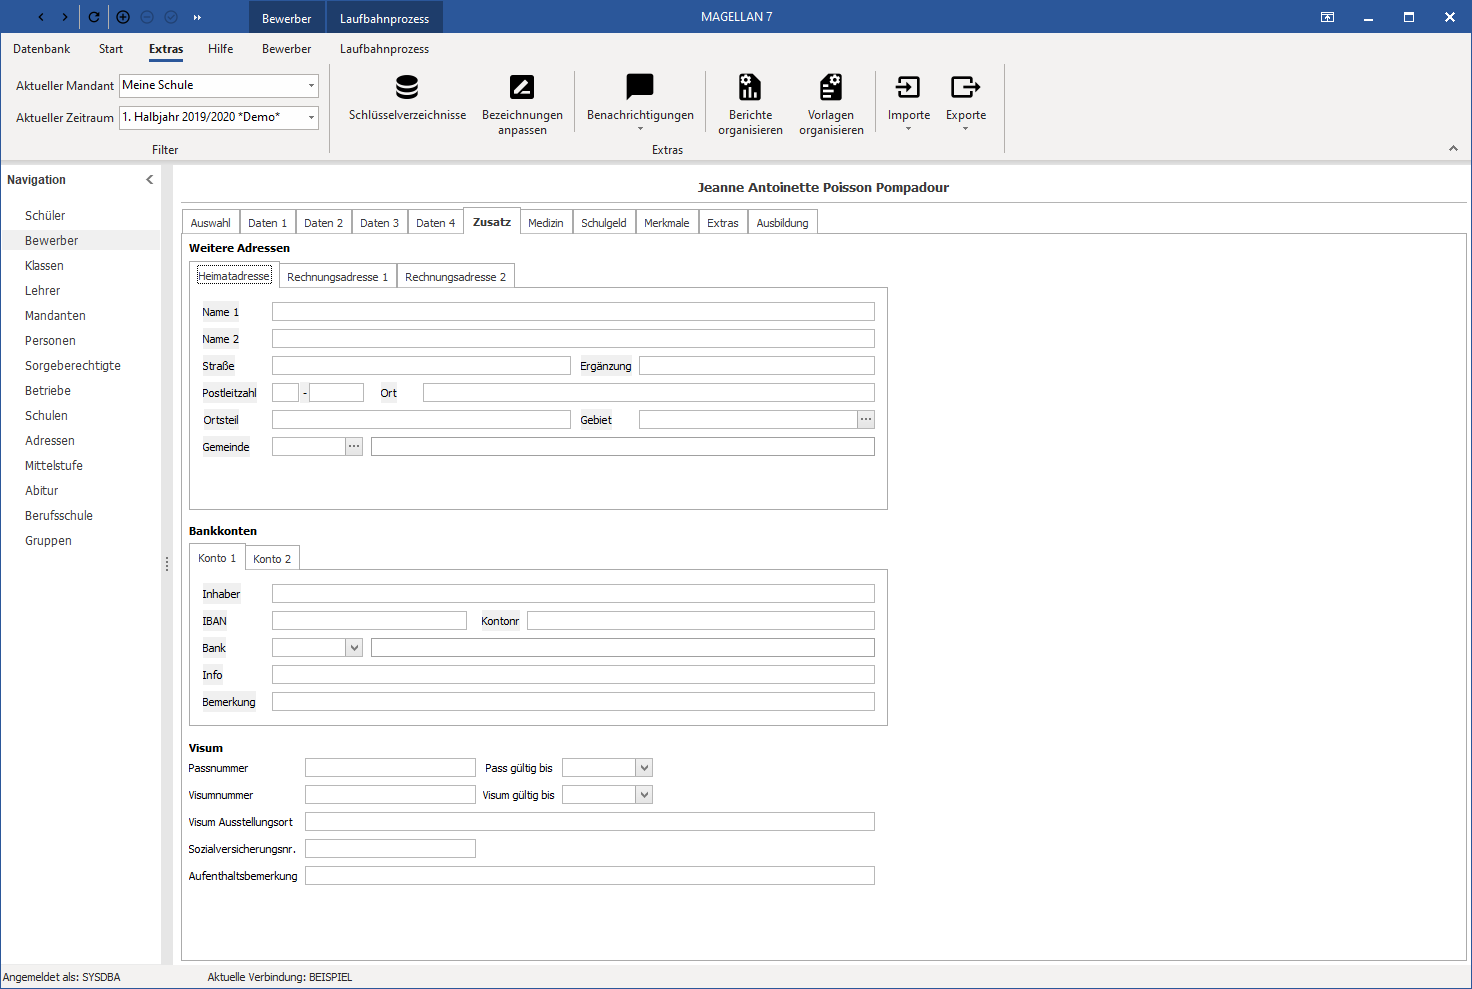 Bewerber Laufbahnprozess MAGELLAN 7
Datenbank Start Extras Hilfe Bewerber Laufbahnprozess
Aktueller Mandant Meine Schule
Aktueller Zeitraum 1. Halbjahr 2019/2020 *Demo*
Filter
Schlüsselverzeichnisse
Bezeichnungen
anpassen
Benachrichtigungen
Berichte
organisieren
Vorlagen
organisieren
Importe
Exporte
Extras
Navigation
Schüler
Bewerber
Klassen
Lehrer
Mandanten
Personen
Sorgeberechtigte
Betriebe
Schulen
Adressen
Mittelstufe
Abitur
Berufsschule
Gruppen
Jeanne Antoinette Poisson Pompadour
Auswahl Daten 1 Daten 2 Daten 3 Daten 4 Zusatz Medizin Schulgeld Merkmale Extras Ausbildung
Weitere Adressen
Heimatadresse Rechnungsadresse 1 Rechnungsadresse 2
Name 1
Name 2
Straße Ergänzung
Postleitzahl - Ort
Ortsteil Gebiet ...
Gemeinde ...
Bankkonten
Konto 1 Konto 2
Inhaber
IBAN Kontonr
Bank
Info
Bemerkung
Visum
Passnummer Pass gültig bis
Visumnummer Visum gültig bis
Visum Ausstellungsort
Sozialversicherungsnr.
Aufenthaltsbemerkung
Angemeldet als: SYSDBA Aktuelle Verbindung: BEISPIEL